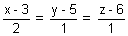 x - 3 / 2 = y - 5 / 1 = z - 6 / 1